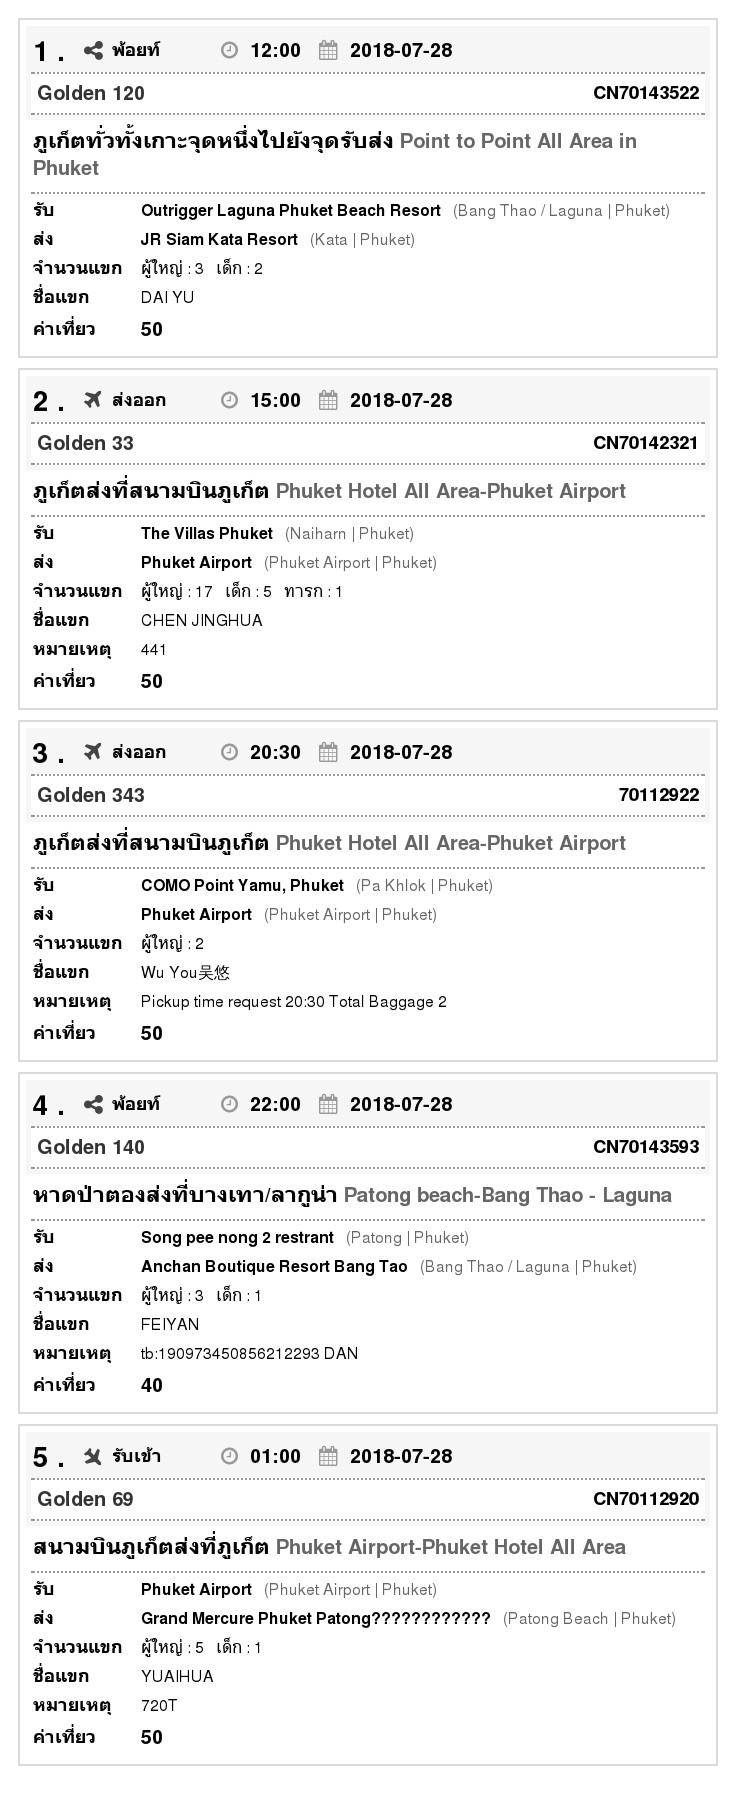 1 . พ้อยท์ 12:00 2018-07-28
Golden 120 CN70143522
ภูเก็ตทั่วทั้งเกาะจุดหนึ่งไปยังจุดรับส่ง Point to Point All Area in
Phuket
รับ Outrigger Laguna Phuket Beach Resort (Bang Thao / Laguna | Phuket)
ส่ง JR Siam Kata Resort (Kata | Phuket)
จำนวนแขก ผู้ใหญ่ : 3 เด็ก : 2
ชื่อแขก DAI YU
ค่าเที่ยว 50
2 . ส่งออก 15:00 2018-07-28
Golden 33 CN70142321
ภูเก็ตส่งที่สนามบินภูเก็ต Phuket Hotel All Area-Phuket Airport
รับ The Villas Phuket (Naiharn | Phuket)
ส่ง Phuket Airport (Phuket Airport | Phuket)
จำนวนแขก ผู้ใหญ่ : 17 เด็ก : 5 ทารก : 1
ชื่อแขก CHEN JINGHUA
หมายเหตุ 441
ค่าเที่ยว 50
3 . ส่งออก 20:30 2018-07-28
Golden 343 70112922
ภูเก็ตส่งที่สนามบินภูเก็ต Phuket Hotel All Area-Phuket Airport
รับ COMO Point Yamu, Phuket (Pa Khlok | Phuket)
ส่ง Phuket Airport (Phuket Airport | Phuket)
จำนวนแขก ผู้ใหญ่ : 2
ชื่อแขก Wu You吴悠
หมายเหตุ Pickup time request 20:30 Total Baggage 2
ค่าเที่ยว 50
4 . พ้อยท์ 22:00 2018-07-28
Golden 140 CN70143593
หาดป่าตองส่งที่บางเทา/ลากูน่า Patong beach-Bang Thao - Laguna
รับ Song pee nong 2 restrant (Patong | Phuket)
ส่ง Anchan Boutique Resort Bang Tao (Bang Thao / Laguna | Phuket)
จำนวนแขก ผู้ใหญ่ : 3 เด็ก : 1
ชื่อแขก FEIYAN
หมายเหตุ tb:190973450856212293 DAN
ค่าเที่ยว 40
5 . รับเข้า 01:00 2018-07-28
Golden 69 CN70112920
สนามบินภูเก็ตส่งที่ภูเก็ต Phuket Airport-Phuket Hotel All Area
รับ Phuket Airport (Phuket Airport | Phuket)
ส่ง Grand Mercure Phuket Patong???????????? (Patong Beach | Phuket)
จำนวนแขก ผู้ใหญ่ : 5 เด็ก : 1
ชื่อแขก YUAIHUA
หมายเหตุ 720T
ค่าเที่ยว 50